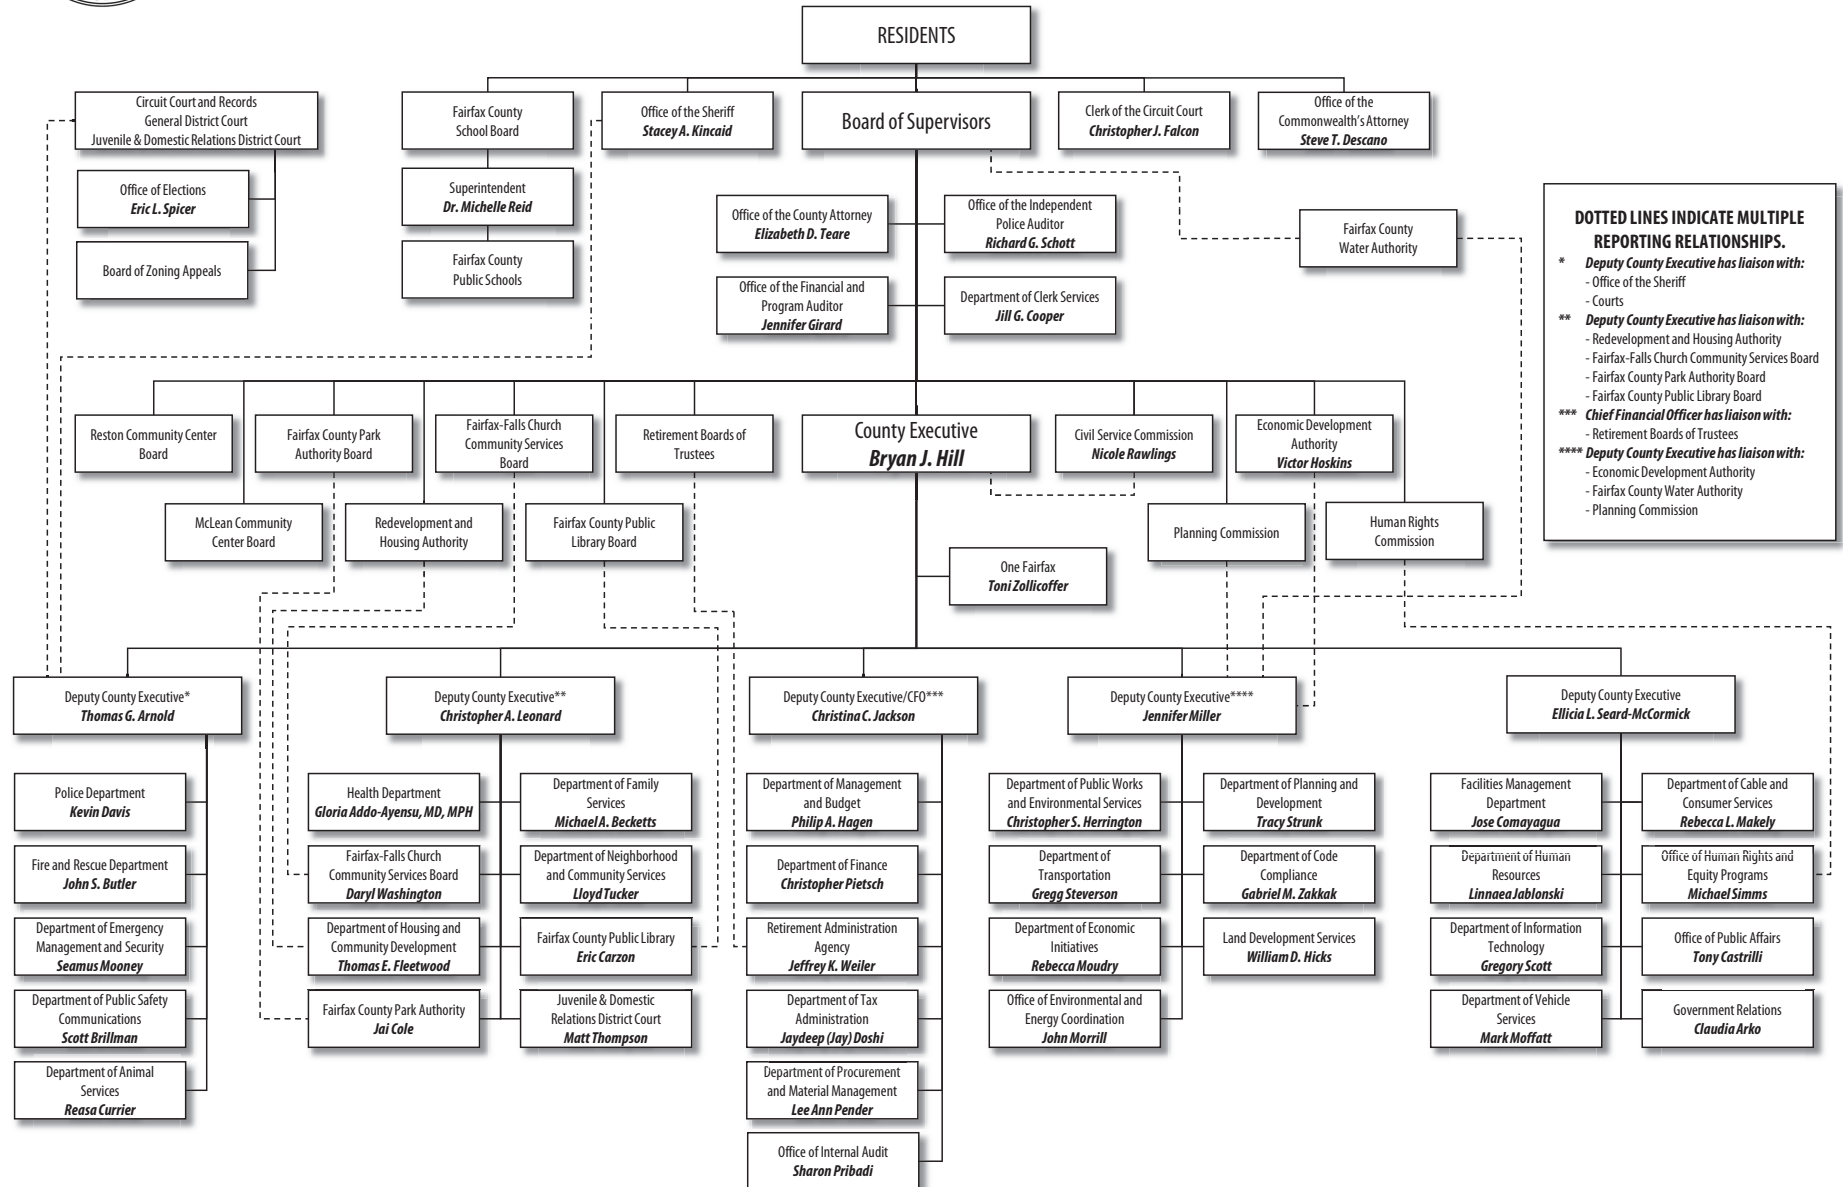 RESIDENTS
Circuit Court and Records
General District Court
Juvenile & Domestic Relations District Court
Fairfax County
School Board
Office of the Sheriff
Stacey A. Kincaid
Board of Supervisors
Clerk of the Circuit Court
Christopher J. Falcon
Office of the
Commonwealth's Attorney
Steve T. Descano
Office of Elections
Eric L. Spicer
Superintendent
Dr. Michelle Reid
Board of Zoning Appeals
Fairfax County
Public Schools
Office of the County Attorney
Elizabeth D. Teare
Office of the Independent
Police Auditor
Richard G. Schott
Fairfax County
Water Authority
Office of the Financial and
Program Auditor
Jennifer Girard
Department of Clerk Services
Jill G. Cooper
DOTTED LINES INDICATE MULTIPLE
REPORTING RELATIONSHIPS.
* Deputy County Executive has liaison with:
- Office of the Sheriff
- Courts
** Deputy County Executive has liaison with:
- Redevelopment and Housing Authority
- Fairfax-Falls Church Community Services Board
- Fairfax County Park Authority Board
- Fairfax County Public Library Board
*** Chief Financial Officer has liaison with:
- Retirement Boards of Trustees
**** Deputy County Executive has liaison with:
- Economic Development Authority
- Fairfax County Water Authority
- Planning Commission
Reston Community Center
Board
Fairfax County Park
Authority Board
Fairfax-Falls Church
Community Services
Board
Retirement Boards of
Trustees
County Executive
Bryan J. Hill
Civil Service Commission
Nicole Rawlings
Economic Development
Authority
Victor Hoskins
McLean Community
Center Board
Redevelopment and
Housing Authority
Fairfax County Public
Library Board
Planning Commission
Human Rights
Commission
One Fairfax
Toni Zollicoffer
Deputy County Executive*
Thomas G. Arnold
Deputy County Executive**
Christopher A. Leonard
Deputy County Executive/CFO***
Christina C. Jackson
Deputy County Executive****
Jennifer Miller
Deputy County Executive
Ellicia L. Seard-McCormick
Police Department
Kevin Davis
Fire and Rescue Department
John S. Butler
Department of Emergency
Management and Security
Seamus Mooney
Department of Public Safety
Communications
Scott Brillman
Department of Animal
Services
Reasa Currier
Health Department
Gloria Addo-Ayensu, MD, MPH
Department of Family
Services
Michael A. Becketts
Fairfax-Falls Church
Community Services Board
Daryl Washington
Department of Neighborhood
and Community Services
Lloyd Tucker
Department of Housing and
Community Development
Thomas E. Fleetwood
Fairfax County Public Library
Eric Carzon
Fairfax County Park Authority
Jai Cole
Juvenile & Domestic
Relations District Court
Matt Thompson
Department of Management
and Budget
Philip A. Hagen
Department of Finance
Christopher Pietsch
Retirement Administration
Agency
Jeffrey K. Weiler
Department of Tax
Administration
Jaydeep (Jay) Doshi
Department of Procurement
and Material Management
Lee Ann Pender
Office of Internal Audit
Sharon Pribadi
Department of Public Works
and Environmental Services
Christopher S. Herrington
Department of Planning and
Development
Tracy Strunk
Department of
Transportation
Gregg Steverson
Department of Code
Compliance
Gabriel M. Zakkak
Department of Economic
Initiatives
Rebecca Moudry
Land Development Services
William D. Hicks
Office of Environmental and
Energy Coordination
John Morrill
Facilities Management
Department
Jose Comayagua
Department of Cable and
Consumer Services
Rebecca L. Makely
Department of Human
Resources
Linnaea Jablonski
Office of Human Rights and
Equity Programs
Michael Simms
Department of Information
Technology
Gregory Scott
Office of Public Affairs
Tony Castrilli
Department of Vehicle
Services
Mark Moffatt
Government Relations
Claudia Arko